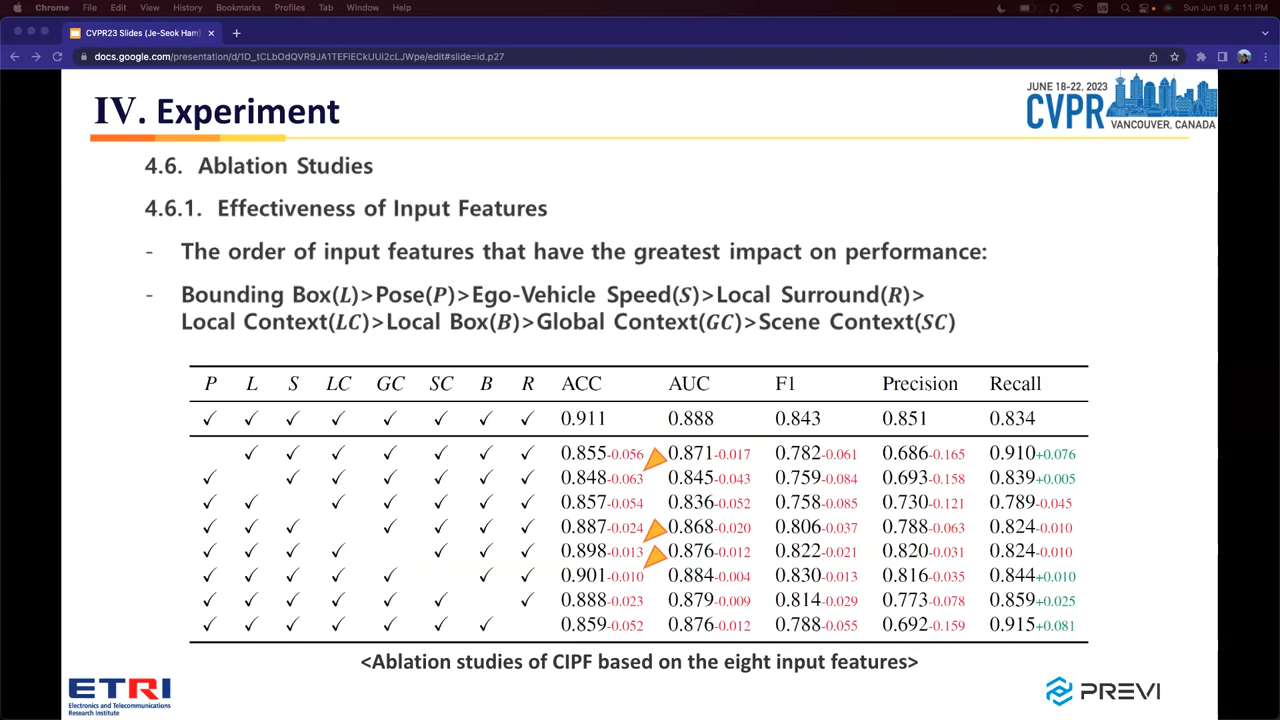 Chrome File Edit View History Bookmarks Profiles Tab Window Help Sun Jun 18 4:11 PM
CVPR23 Slides (Je-Seok Ham)
docs.google.com/presentation/d/1D_tCLbOdQVR9JA1TEFiECkUUi2cLJWpe/edit#slide=id.p27
IV. Experiment
JUNE 18-22, 2023
CVPR
VANCOUVER, CANADA
4.6. Ablation Studies
4.6.1. Effectiveness of Input Features
- The order of input features that have the greatest impact on performance:
- Bounding Box(L)>Pose(P)>Ego-Vehicle Speed(S)>Local Surround(R)>
Local Context(LC)>Local Box(B)>Global Context(GC)>Scene Context(SC)
P L S LC GC SC B R ACC AUC F1 Precision Recall
✓ ✓ ✓ ✓ ✓ ✓ ✓ ✓ 0.911 0.888 0.843 0.851 0.834
✓ ✓ ✓ ✓ ✓ ✓ ✓ 0.855-0.056 0.871-0.017 0.782-0.061 0.686-0.165 0.910+0.076
✓ ✓ ✓ ✓ ✓ ✓ ✓ 0.848-0.063 0.845-0.043 0.759-0.084 0.693-0.158 0.839+0.005
✓ ✓ ✓ ✓ ✓ ✓ ✓ 0.857-0.054 0.836-0.052 0.758-0.085 0.730-0.121 0.789-0.045
✓ ✓ ✓ ✓ ✓ ✓ ✓ 0.887-0.024 0.868-0.020 0.806-0.037 0.788-0.063 0.824-0.010
✓ ✓ ✓ ✓ ✓ ✓ ✓ 0.898-0.013 0.876-0.012 0.822-0.021 0.820-0.031 0.824-0.010
✓ ✓ ✓ ✓ ✓ ✓ ✓ 0.901-0.010 0.884-0.004 0.830-0.013 0.816-0.035 0.844+0.010
✓ ✓ ✓ ✓ ✓ ✓ ✓ 0.888-0.023 0.879-0.009 0.814-0.029 0.773-0.078 0.859+0.025
✓ ✓ ✓ ✓ ✓ ✓ ✓ 0.859-0.052 0.876-0.012 0.788-0.055 0.692-0.159 0.915+0.081
<Ablation studies of CIPF based on the eight input features>
ETRI
Electronics and Telecommunications
Research Institute
PREVI